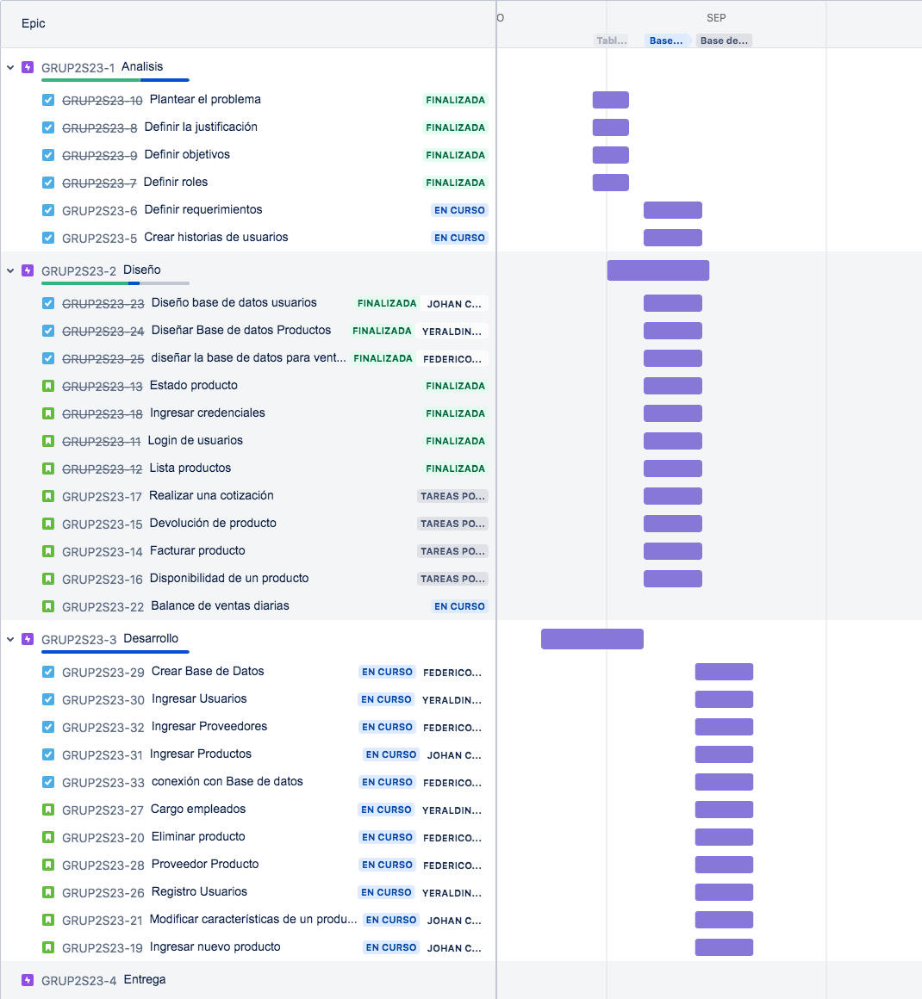 Epic
O SEP
Tabl... Base... Base de...
GRUP2S23-1 Analisis
GRUP2S23-10 Plantear el problema FINALIZADA
GRUP2S23-8 Definir la justificación FINALIZADA
GRUP2S23-9 Definir objetivos FINALIZADA
GRUP2S23-7 Definir roles FINALIZADA
GRUP2S23-6 Definir requerimientos EN CURSO
GRUP2S23-5 Crear historias de usuarios EN CURSO
GRUP2S23-2 Diseño
GRUP2S23-23 Diseño base de datos usuarios FINALIZADA JOHAN C...
GRUP2S23-24 Diseñar Base de datos Productos FINALIZADA YERALDIN...
GRUP2S23-25 diseñar la base de datos para vent... FINALIZADA FEDERICO...
GRUP2S23-13 Estado producto FINALIZADA
GRUP2S23-18 Ingresar credenciales FINALIZADA
GRUP2S23-11 Login de usuarios FINALIZADA
GRUP2S23-12 Lista productos FINALIZADA
GRUP2S23-17 Realizar una cotización TAREAS PO...
GRUP2S23-15 Devolución de producto TAREAS PO...
GRUP2S23-14 Facturar producto TAREAS PO...
GRUP2S23-16 Disponibilidad de un producto TAREAS PO...
GRUP2S23-22 Balance de ventas diarias EN CURSO
GRUP2S23-3 Desarrollo
GRUP2S23-29 Crear Base de Datos EN CURSO FEDERICO...
GRUP2S23-30 Ingresar Usuarios EN CURSO YERALDIN...
GRUP2S23-32 Ingresar Proveedores EN CURSO FEDERICO...
GRUP2S23-31 Ingresar Productos EN CURSO JOHAN C...
GRUP2S23-33 conexión con Base de datos EN CURSO FEDERICO...
GRUP2S23-27 Cargo empleados EN CURSO YERALDIN...
GRUP2S23-20 Eliminar producto EN CURSO FEDERICO...
GRUP2S23-28 Proveedor Producto EN CURSO FEDERICO...
GRUP2S23-26 Registro Usuarios EN CURSO YERALDIN...
GRUP2S23-21 Modificar características de un produ... EN CURSO JOHAN C...
GRUP2S23-19 Ingresar nuevo producto EN CURSO JOHAN C...
GRUP2S23-4 Entrega